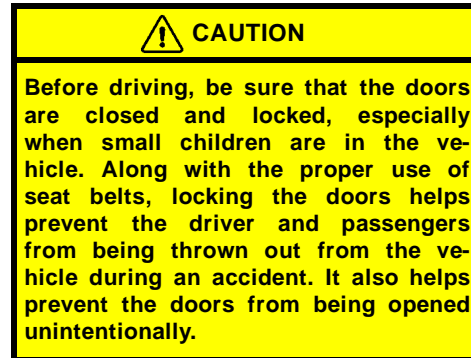 CAUTION
Before driving, be sure that the doors
are closed and locked, especially
when small children are in the ve-
hicle. Along with the proper use of
seat belts, locking the doors helps
prevent the driver and passengers
from being thrown out from the ve-
hicle during an accident. It also helps
prevent the doors from being opened
unintentionally.